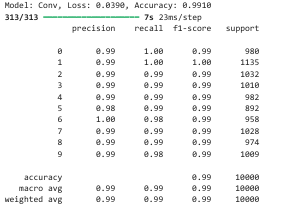 Model: Conv, Loss: 0.0390, Accuracy: 0.9910
313/313 ━━━━━━━━━━━━━━━━━━━━ 7s 23ms/step
precision recall f1-score support
0 0.99 1.00 0.99 980
1 0.99 1.00 1.00 1135
2 0.99 0.99 0.99 1032
3 0.99 0.99 0.99 1010
4 0.99 0.99 0.99 982
5 0.98 0.99 0.99 892
6 1.00 0.98 0.99 958
7 0.99 0.99 0.99 1028
8 0.99 0.99 0.99 974
9 0.99 0.98 0.99 1009
accuracy 0.99 10000
macro avg 0.99 0.99 0.99 10000
weighted avg 0.99 0.99 0.99 10000